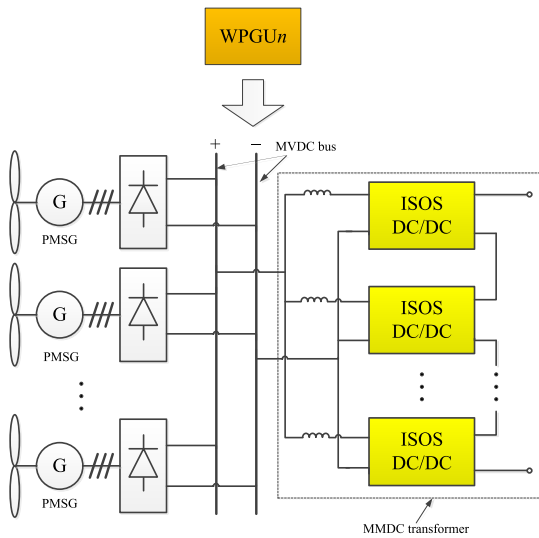 WPGUn
+
−
MVDC bus
G
PMSG
ISOS
DC/DC
G
PMSG
ISOS
DC/DC
G
PMSG
ISOS
DC/DC
MMDC transformer